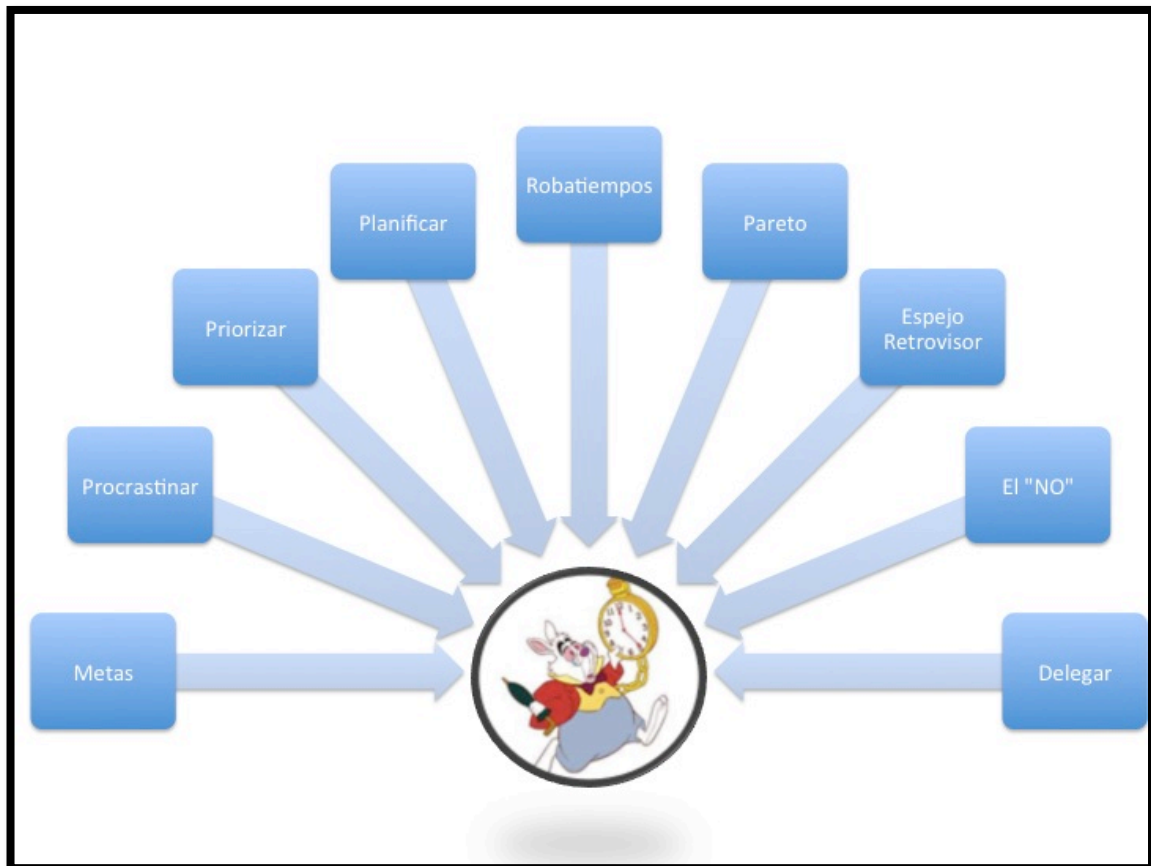 Metas
Procrastinar
Priorizar
Planificar
Robatiempos
Pareto
Espejo
Retrovisor
El "NO"
Delegar